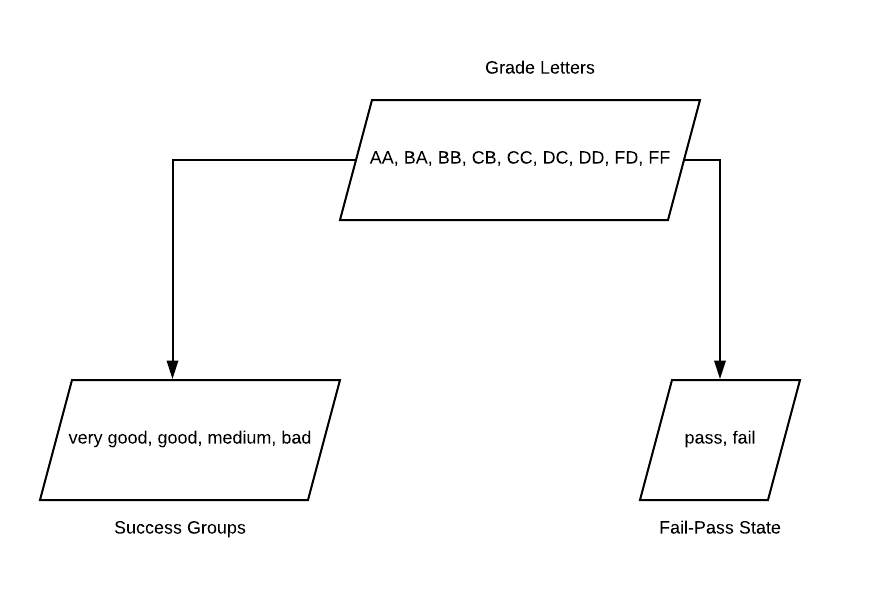 Grade Letters
AA, BA, BB, CB, CC, DC, DD, FD, FF
very good, good, medium, bad
pass, fail
Success Groups
Fail-Pass State